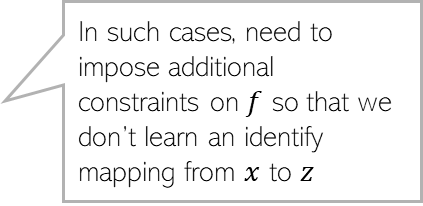 In such cases, need to
impose additional
constraints on f so that we
don't learn an identify
mapping from x to z